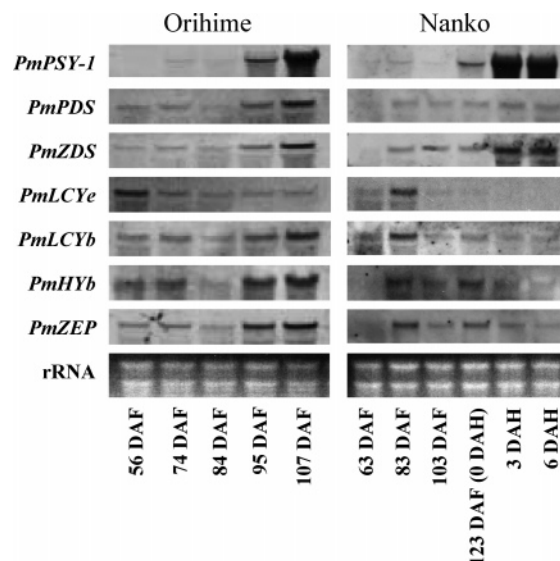 Orihime Nanko
PmPSY-1
PmPDS
PmZDS
PmLCYe
PmLCYb
PmHYb
PmZEP
rRNA
56 DAF
74 DAF
84 DAF
95 DAF
107 DAF
63 DAF
83 DAF
103 DAF
123 DAF (0 DAH)
3 DAH
6 DAH